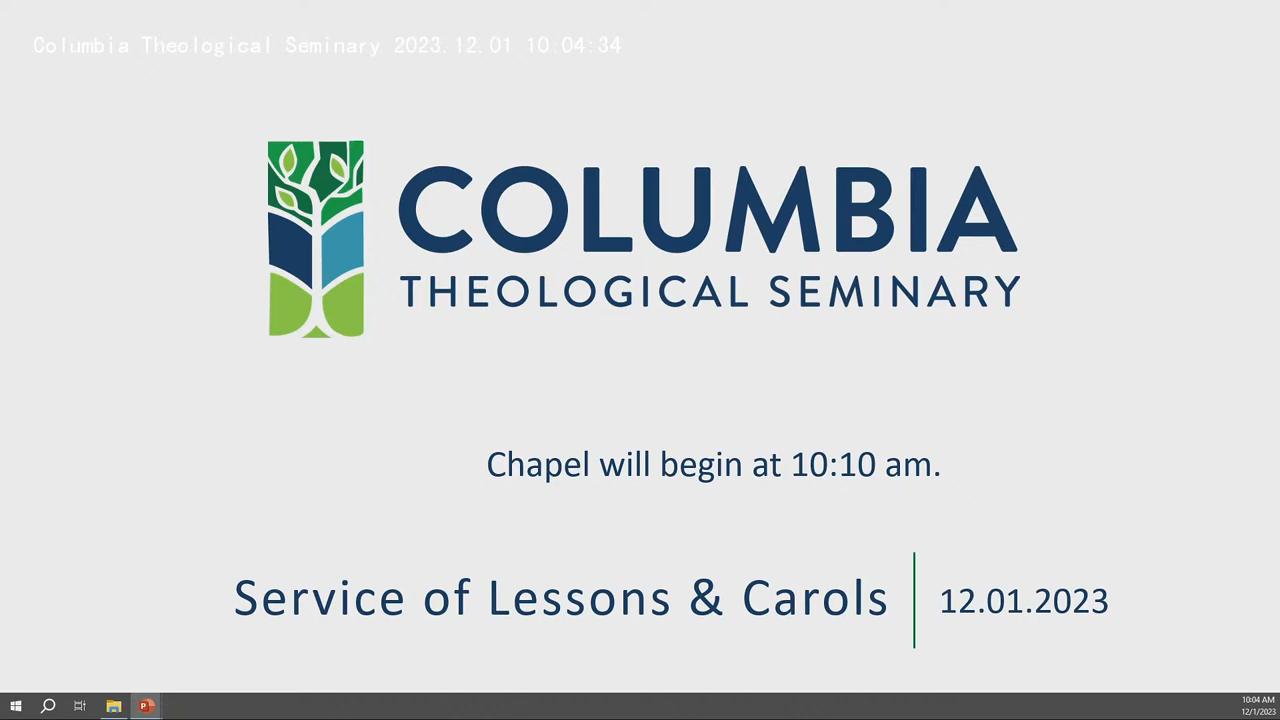 Columbia Theological Seminary 2023.12.01 10:04:34
COLUMBIA
THEOLOGICAL SEMINARY
Chapel will begin at 10:10 am.
Service of Lessons & Carols
12.01.2023
P
10:04 AM
12/1/2023